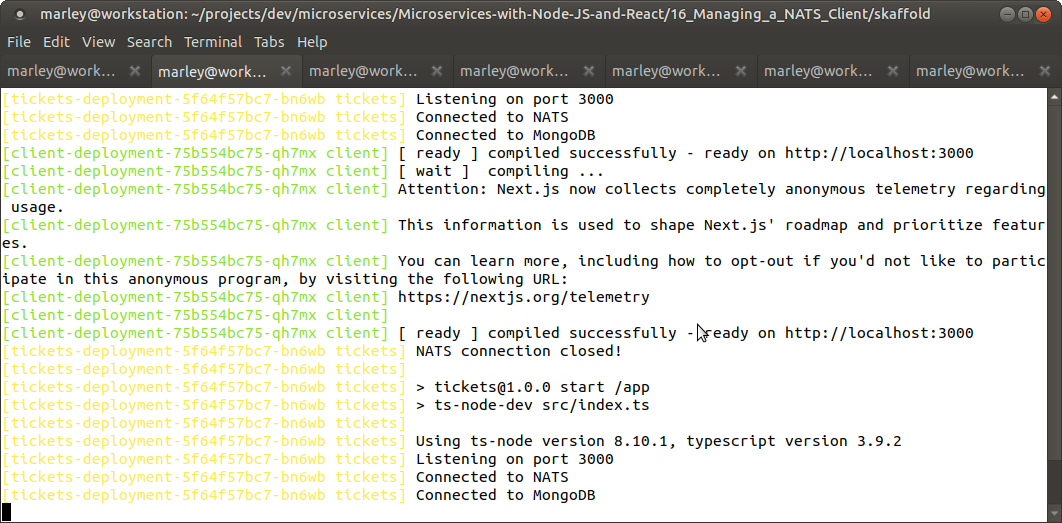 marley@workstation: ~/projects/dev/microservices/Microservices-with-Node-JS-and-React/16_Managing_a_NATS_Client/skaffold
File Edit View Search Terminal Tabs Help
marley@work... marley@work... marley@work... marley@work... marley@work... marley@work... marley@work...
[tickets-deployment-5f64f57bc7-bn6wb tickets] Listening on port 3000
[tickets-deployment-5f64f57bc7-bn6wb tickets] Connected to NATS
[tickets-deployment-5f64f57bc7-bn6wb tickets] Connected to MongoDB
[client-deployment-75b554bc75-qh7mx client] [ ready ] compiled successfully - ready on http://localhost:3000
[client-deployment-75b554bc75-qh7mx client] [ wait ]  compiling ...
[client-deployment-75b554bc75-qh7mx client] Attention: Next.js now collects completely anonymous telemetry regarding
 usage.
[client-deployment-75b554bc75-qh7mx client] This information is used to shape Next.js' roadmap and prioritize featur
es.
[client-deployment-75b554bc75-qh7mx client] You can learn more, including how to opt-out if you'd not like to partic
ipate in this anonymous program, by visiting the following URL:
[client-deployment-75b554bc75-qh7mx client] https://nextjs.org/telemetry
[client-deployment-75b554bc75-qh7mx client]
[client-deployment-75b554bc75-qh7mx client] [ ready ] compiled successfully - ready on http://localhost:3000
[tickets-deployment-5f64f57bc7-bn6wb tickets] NATS connection closed!
[tickets-deployment-5f64f57bc7-bn6wb tickets]
[tickets-deployment-5f64f57bc7-bn6wb tickets] > tickets@1.0.0 start /app
[tickets-deployment-5f64f57bc7-bn6wb tickets] > ts-node-dev src/index.ts
[tickets-deployment-5f64f57bc7-bn6wb tickets]
[tickets-deployment-5f64f57bc7-bn6wb tickets] Using ts-node version 8.10.1, typescript version 3.9.2
[tickets-deployment-5f64f57bc7-bn6wb tickets] Listening on port 3000
[tickets-deployment-5f64f57bc7-bn6wb tickets] Connected to NATS
[tickets-deployment-5f64f57bc7-bn6wb tickets] Connected to MongoDB